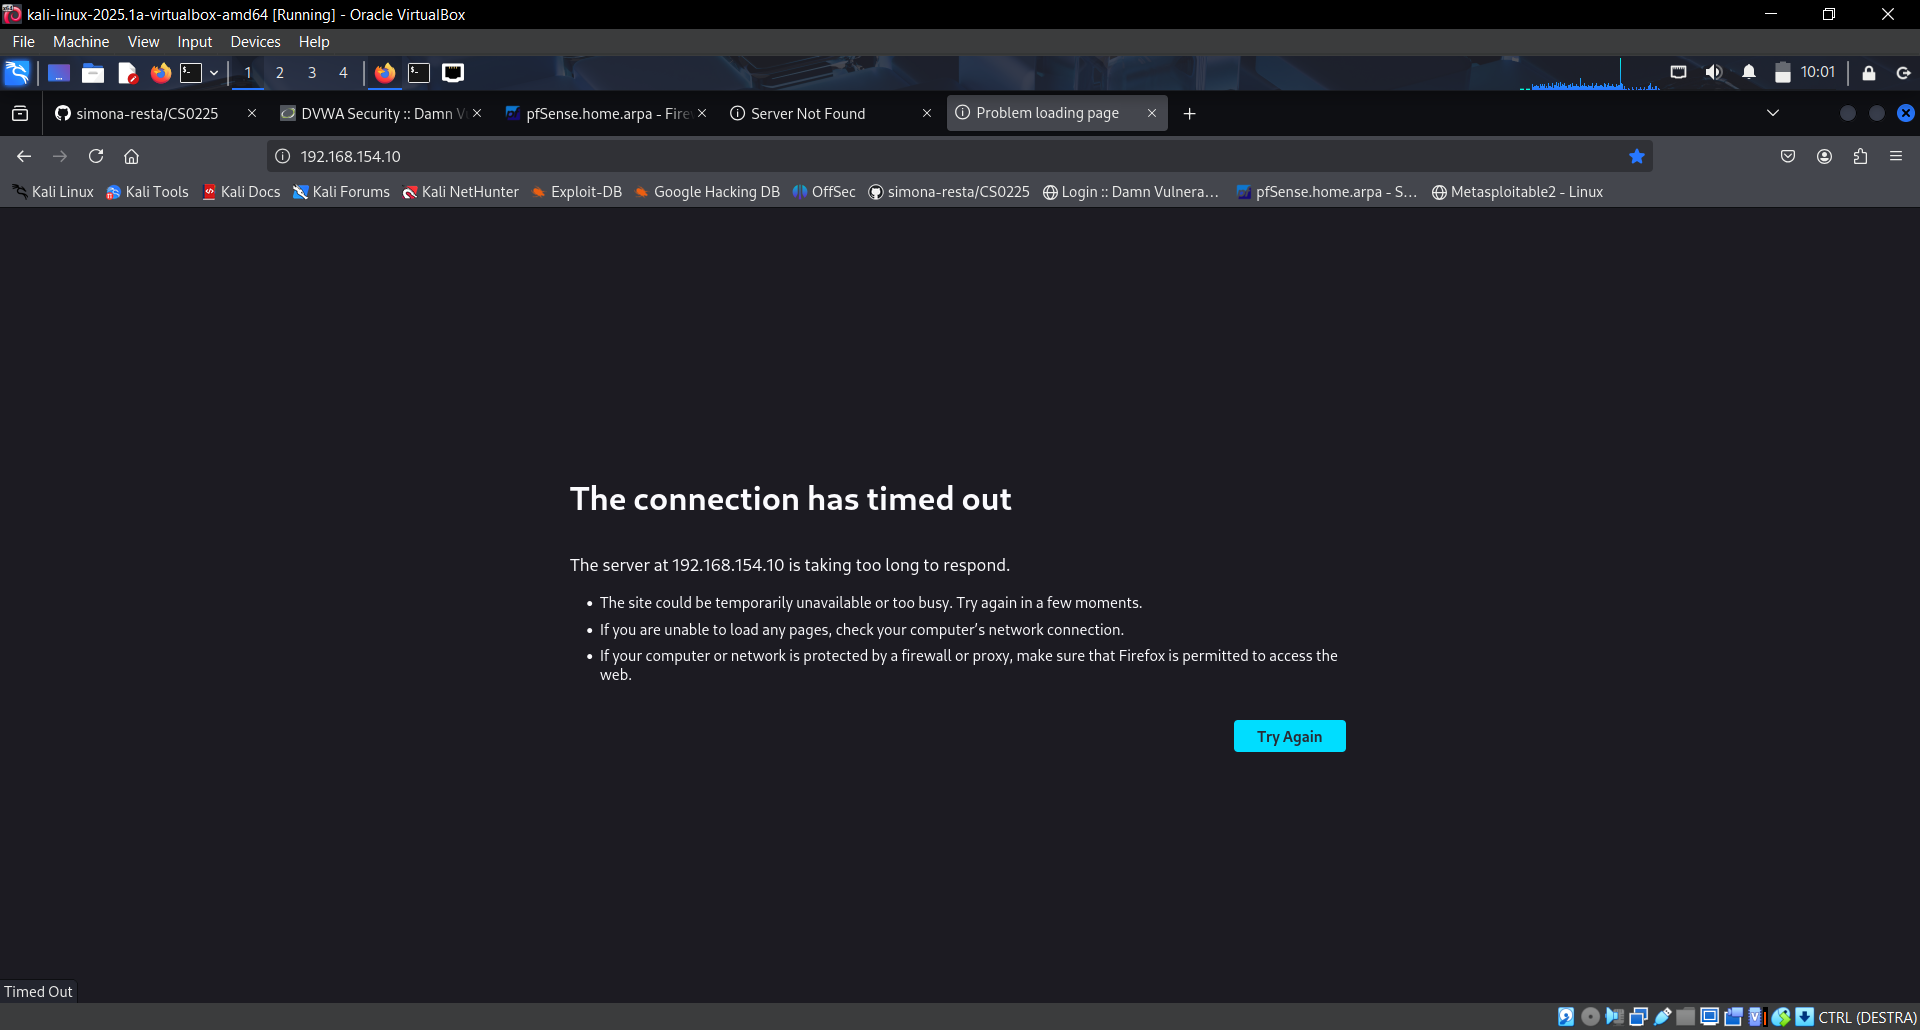 kali-linux-2025.1a-virtualbox-amd64 [Running] - Oracle VirtualBox
File Machine View Input Devices Help
1 2 3 4 10:01
simona-resta/CS0225 DVWA Security :: Damn Vu pfSense.home.arpa - Firew Server Not Found Problem loading page
192.168.154.10
Kali Linux Kali Tools Kali Docs Kali Forums Kali NetHunter Exploit-DB Google Hacking DB OffSec simona-resta/CS0225 Login :: Damn Vulnera... pfSense.home.arpa - S... Metasploitable2 - Linux
The connection has timed out
The server at 192.168.154.10 is taking too long to respond.
• The site could be temporarily unavailable or too busy. Try again in a few moments.
• If you are unable to load any pages, check your computer’s network connection.
• If your computer or network is protected by a firewall or proxy, make sure that Firefox is permitted to access the
web.
Try Again
Timed Out
CTRL (DESTRA)